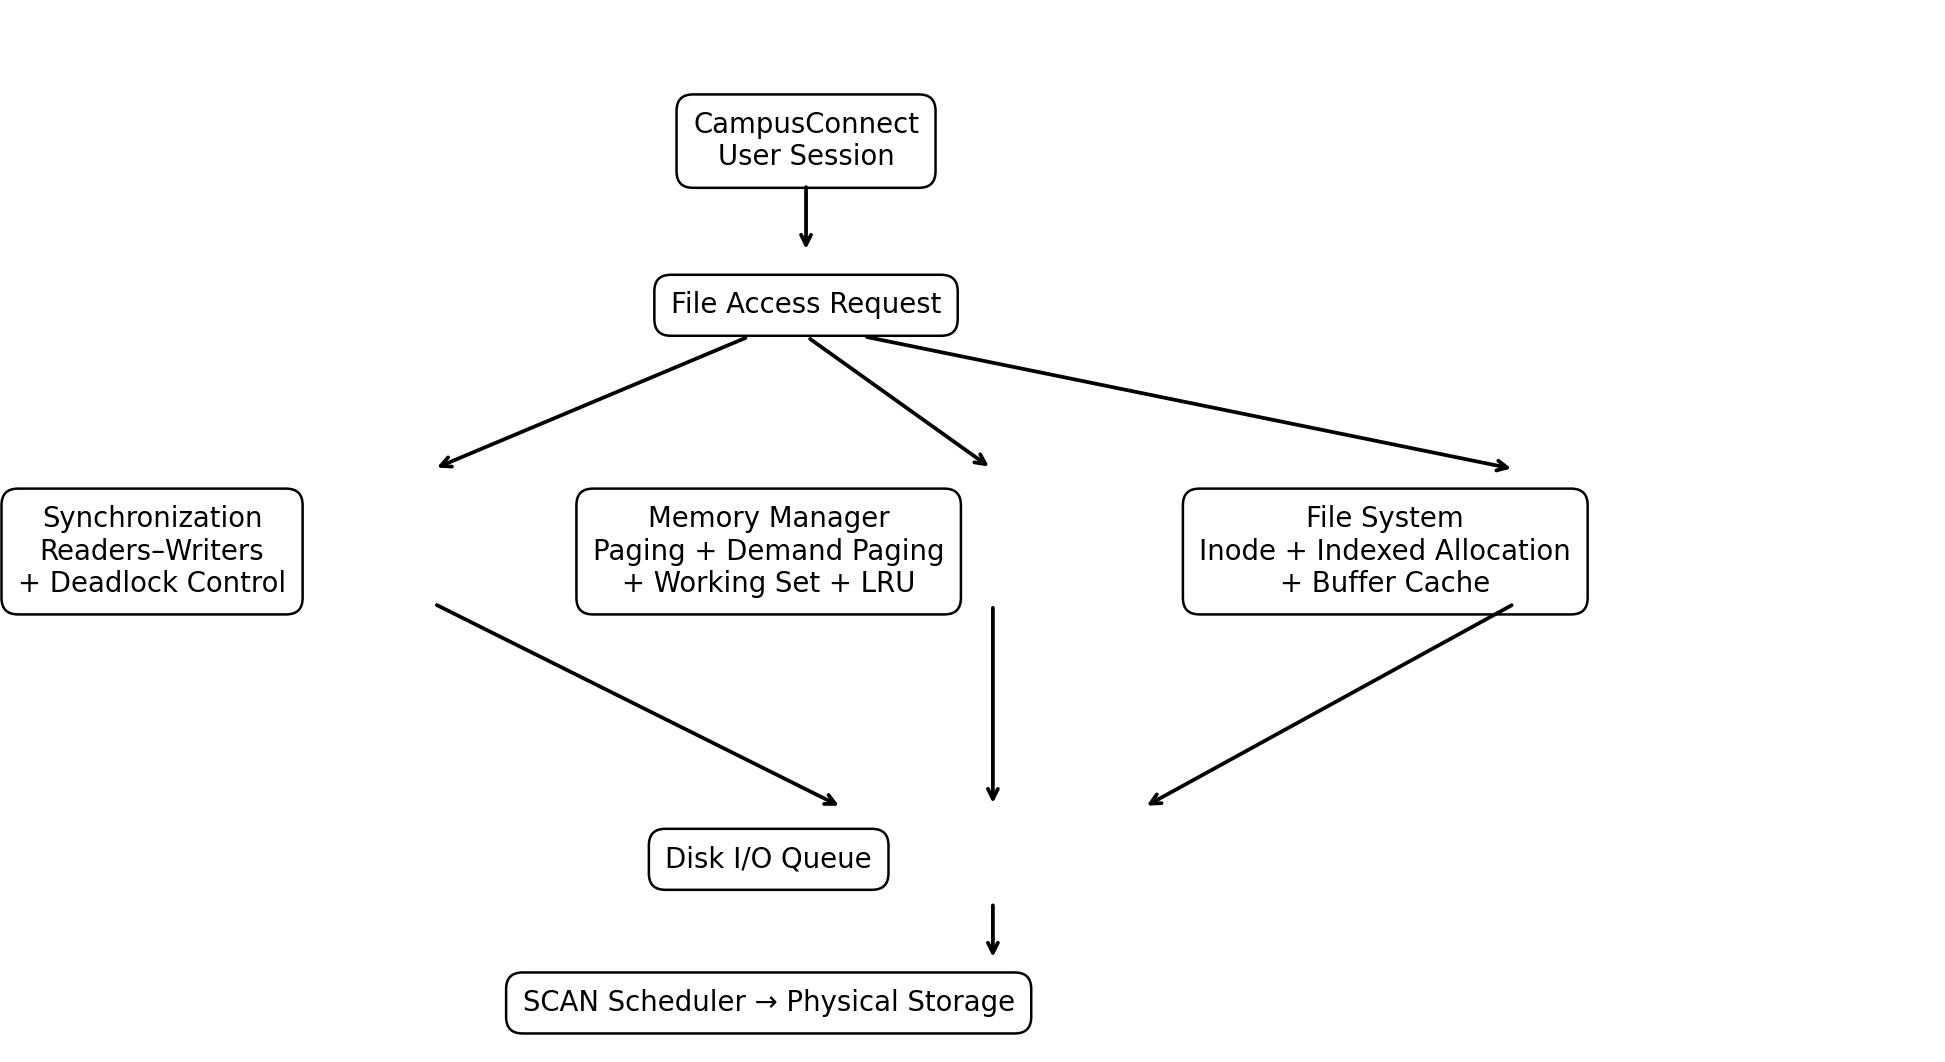 CampusConnect
User Session
File Access Request
Synchronization
Readers–Writers
+ Deadlock Control
Memory Manager
Paging + Demand Paging
+ Working Set + LRU
File System
Inode + Indexed Allocation
+ Buffer Cache
Disk I/O Queue
SCAN Scheduler → Physical Storage